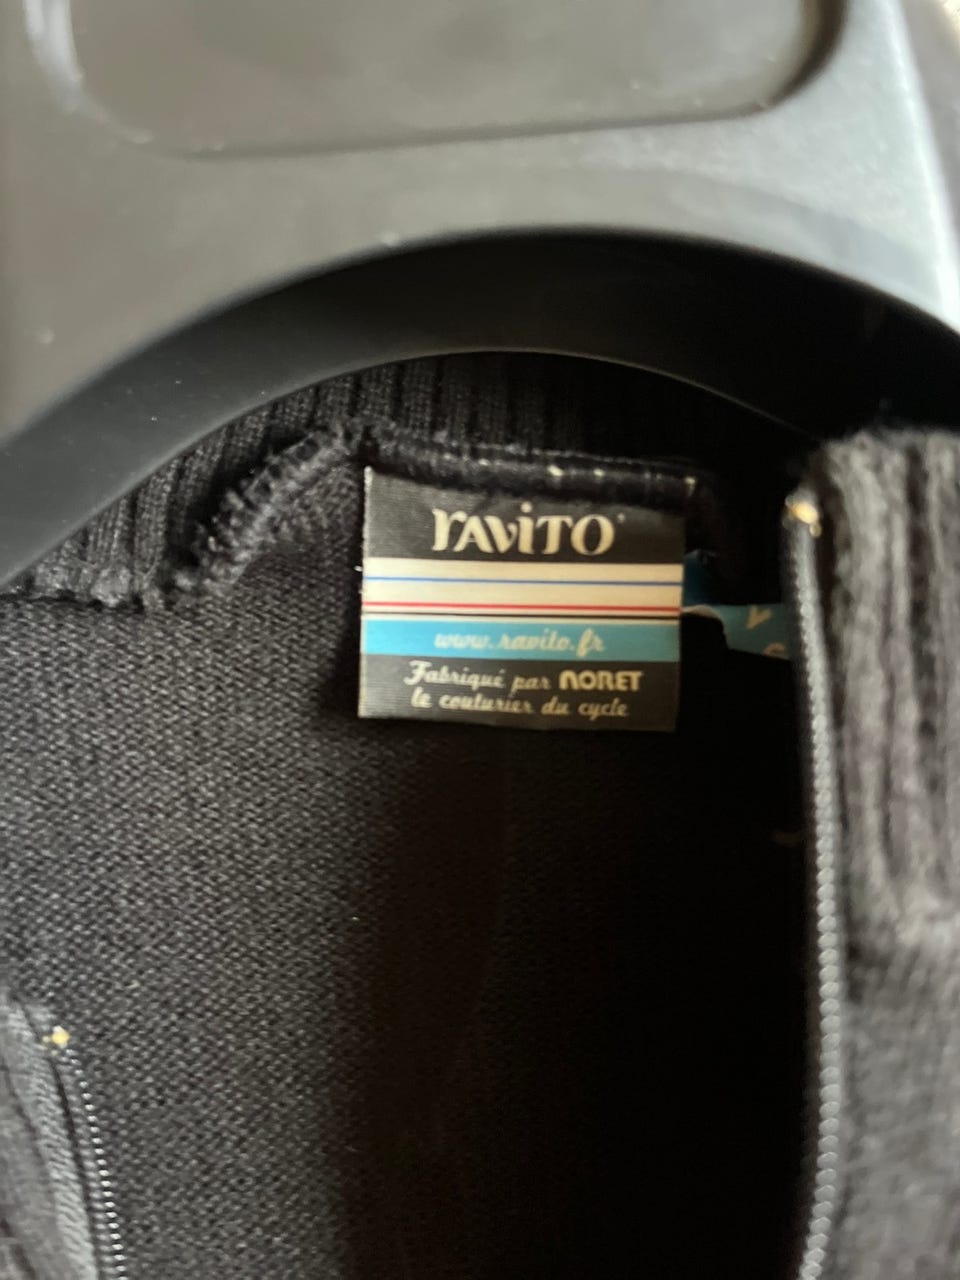 ravito
www.ravito.fr
Fabriqué par NORET
le couturier du cycle